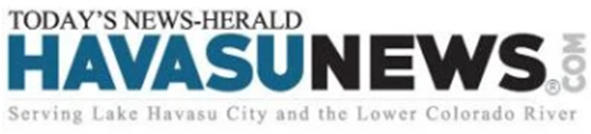 TODAY'S NEWS-HERALD
HAVASUNEWS®.COM
Serving Lake Havasu City and the Lower Colorado River